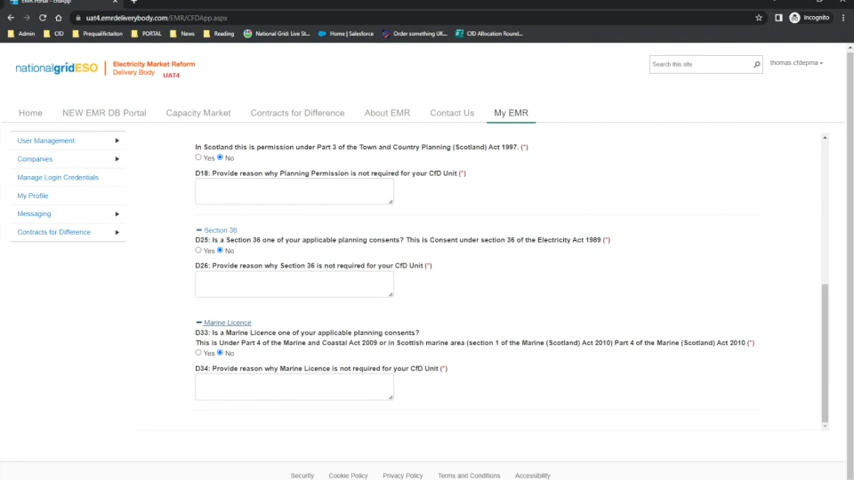 EMR Portal - CfdApp
uat4.emrdeliverybody.com/EMR/CFDApp.aspx
Incognito
Admin CfD Prequalification PORTAL News Reading National Grid: Live St... Home | Salesforce Order something UK... CfD Allocation Round...
nationalgridESO
Electricity Market Reform
Delivery Body UAT4
Search this site
thomas.cfdepma
Home NEW EMR DB Portal Capacity Market Contracts for Difference About EMR Contact Us My EMR
User Management
Companies
Manage Login Credentials
My Profile
Messaging
Contracts for Difference
In Scotland this is permission under Part 3 of the Town and Country Planning (Scotland) Act 1997. (*)
Yes No
D18: Provide reason why Planning Permission is not required for your CfD Unit (*)
Section 36
D25: Is a Section 36 one of your applicable planning consents? This is Consent under section 36 of the Electricity Act 1989 (*)
Yes No
D26: Provide reason why Section 36 is not required for your CfD Unit (*)
Marine Licence
D33: Is a Marine Licence one of your applicable planning consents?
This is Under Part 4 of the Marine and Coastal Act 2009 or in Scottish marine area (section 1 of the Marine (Scotland) Act 2010) Part 4 of the Marine (Scotland) Act 2010 (*)
Yes No
D34: Provide reason why Marine Licence is not required for your CfD Unit (*)
Security Cookie Policy Privacy Policy Terms and Conditions Accessibility